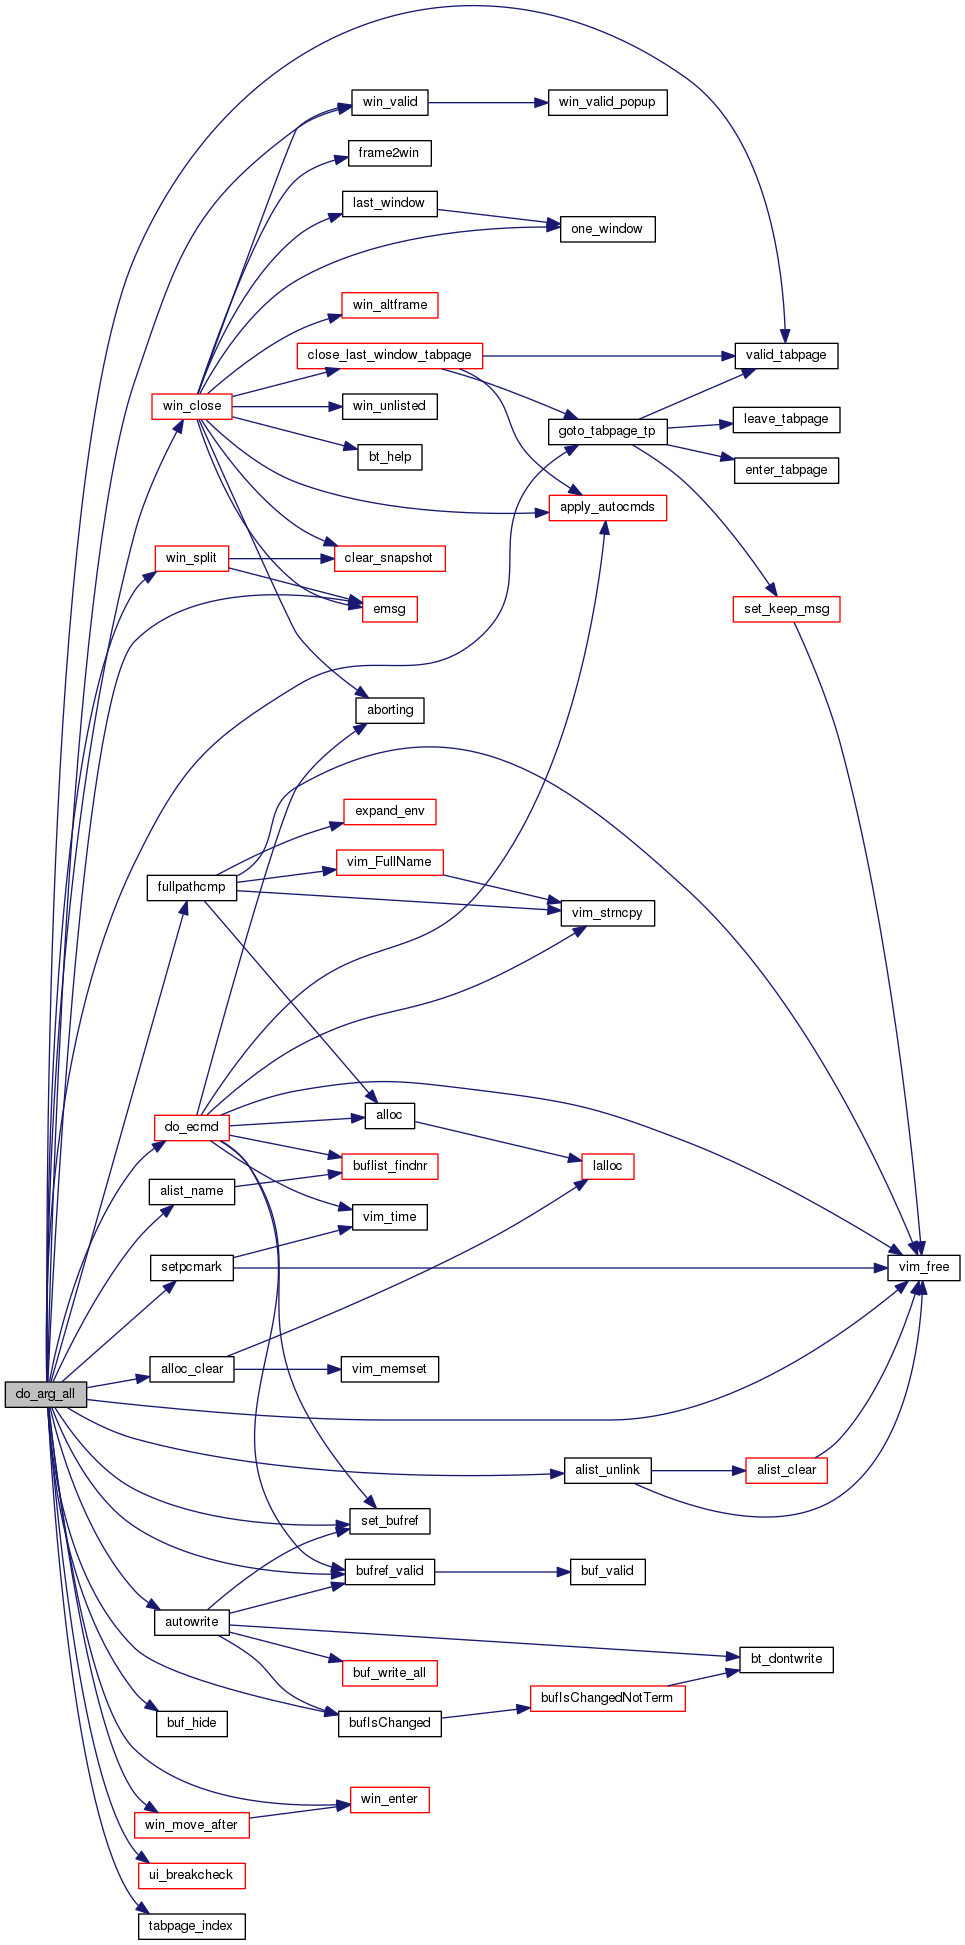 win_valid
win_valid_popup
frame2win
last_window
one_window
win_altframe
close_last_window_tabpage
valid_tabpage
win_close
win_unlisted
leave_tabpage
goto_tabpage_tp
bt_help
enter_tabpage
apply_autocmds
win_split
clear_snapshot
emsg
set_keep_msg
aborting
expand_env
vim_FullName
fullpathcmp
vim_strncpy
alloc
do_ecmd
buflist_findnr
lalloc
alist_name
vim_time
setpcmark
vim_free
alloc_clear
vim_memset
do_arg_all
alist_unlink
alist_clear
set_bufref
bufref_valid
buf_valid
autowrite
bt_dontwrite
buf_write_all
bufIsChangedNotTerm
buf_hide
bufIsChanged
win_enter
win_move_after
ui_breakcheck
tabpage_index